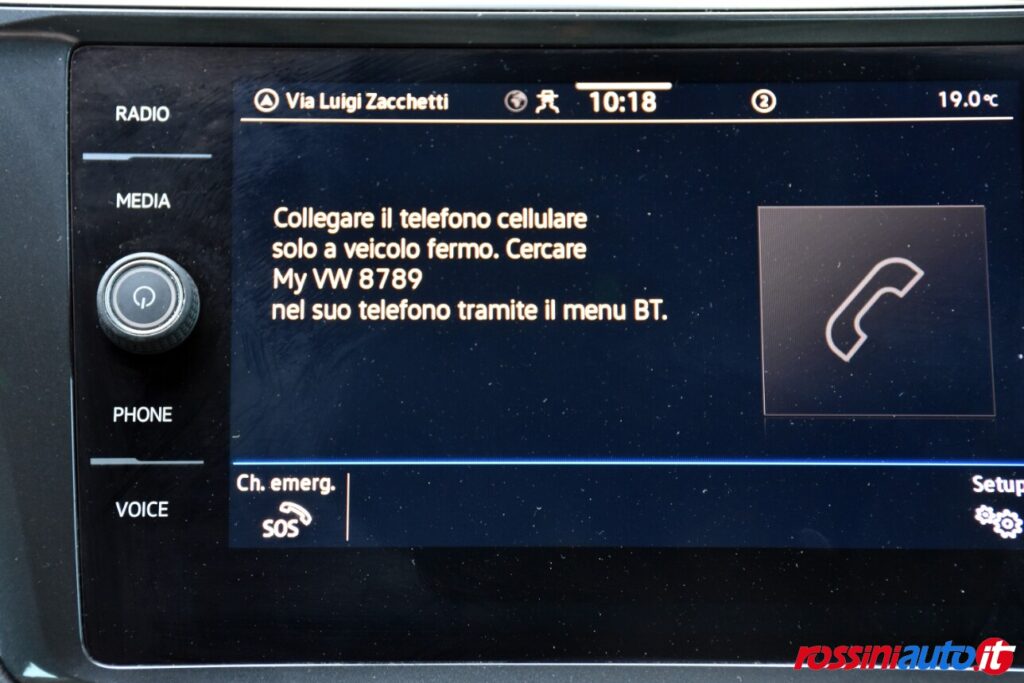 RADIO
MEDIA
PHONE
VOICE
Via Luigi Zacchetti
10:18
2
19.0°C
Collegare il telefono cellulare
solo a veicolo fermo. Cercare
My VW 8789
nel suo telefono tramite il menu BT.
Ch. emerg.
SOS
Setup
rossiniauto.it